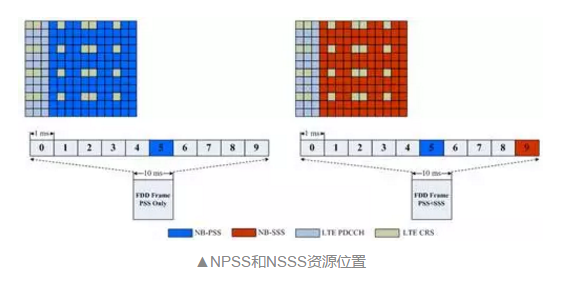 1 ms
0 1 2 3 4 5 6 7 8 9
10 ms
FDD Frame
PSS Only
1 ms
0 1 2 3 4 5 6 7 8 9
10 ms
FDD Frame
PSS+SSS
NB-PSS NB-SSS LTE PDCCH LTE CRS
▲NPSS和NSSS资源位置